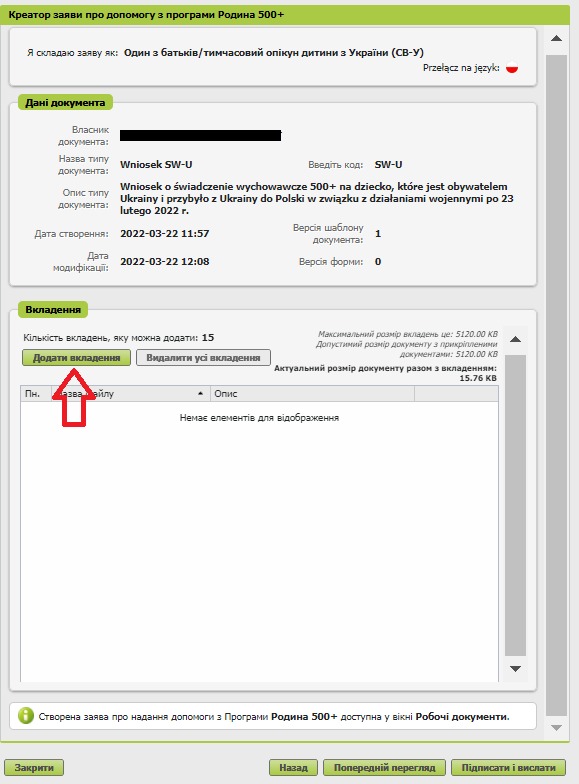 Креатор заяви про допомогу з програми Родина 500+
Я складаю заяву як: Один з батьків/тимчасовий опікун дитини з України (СВ-У)
Przełącz na język:
Дані документа
Власник
документа:
Назва типу
документа:
Wniosek SW-U
Введіть код: SW-U
Опис типу
документа:
Wniosek o świadczenie wychowawcze 500+ na dziecko, które jest obywatelem
Ukrainy i przybyło z Ukrainy do Polski w związku z działaniami wojennymi po 23
lutego 2022 r.
Дата створення: 2022-03-22 11:57
Версія шаблону
документа:
1
Дата
модифікації:
2022-03-22 12:08
Версія форми: 0
Вкладення
Кількість вкладень, яку можна додати: 15
Максимальний розмір вкладень це: 5120.00 KB
Допустимий розмір документу з прикріпленими
документами: 5120.00 KB
Додати вкладення
Видалити усі вкладення
Актуальний розмір документу разом з вкладенням:
15.76 KB
Пн. Назва файлу Опис
Немає елементів для відображення
Створена заява про надання допомоги з Програми Родина 500+ доступна у вікні Робочі документи.
Закрити Назад Попередній перегляд Підписати і вислати